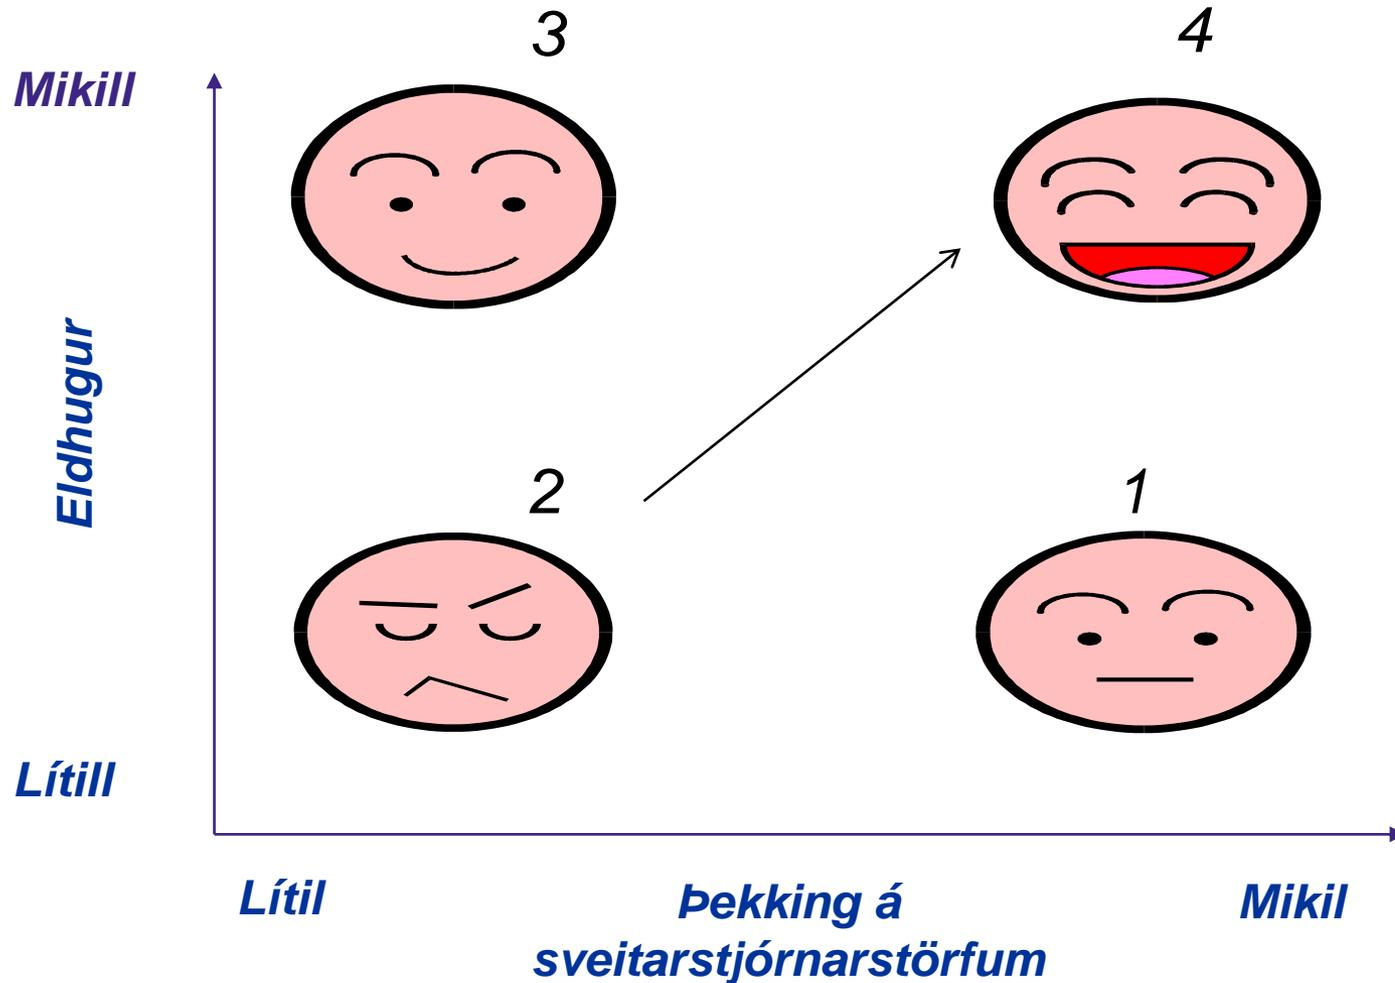 3
4
Mikill
Eldhugur
2
1
Lítill
Lítil
Þekking á
sveitarstjórnarstörfum
Mikil